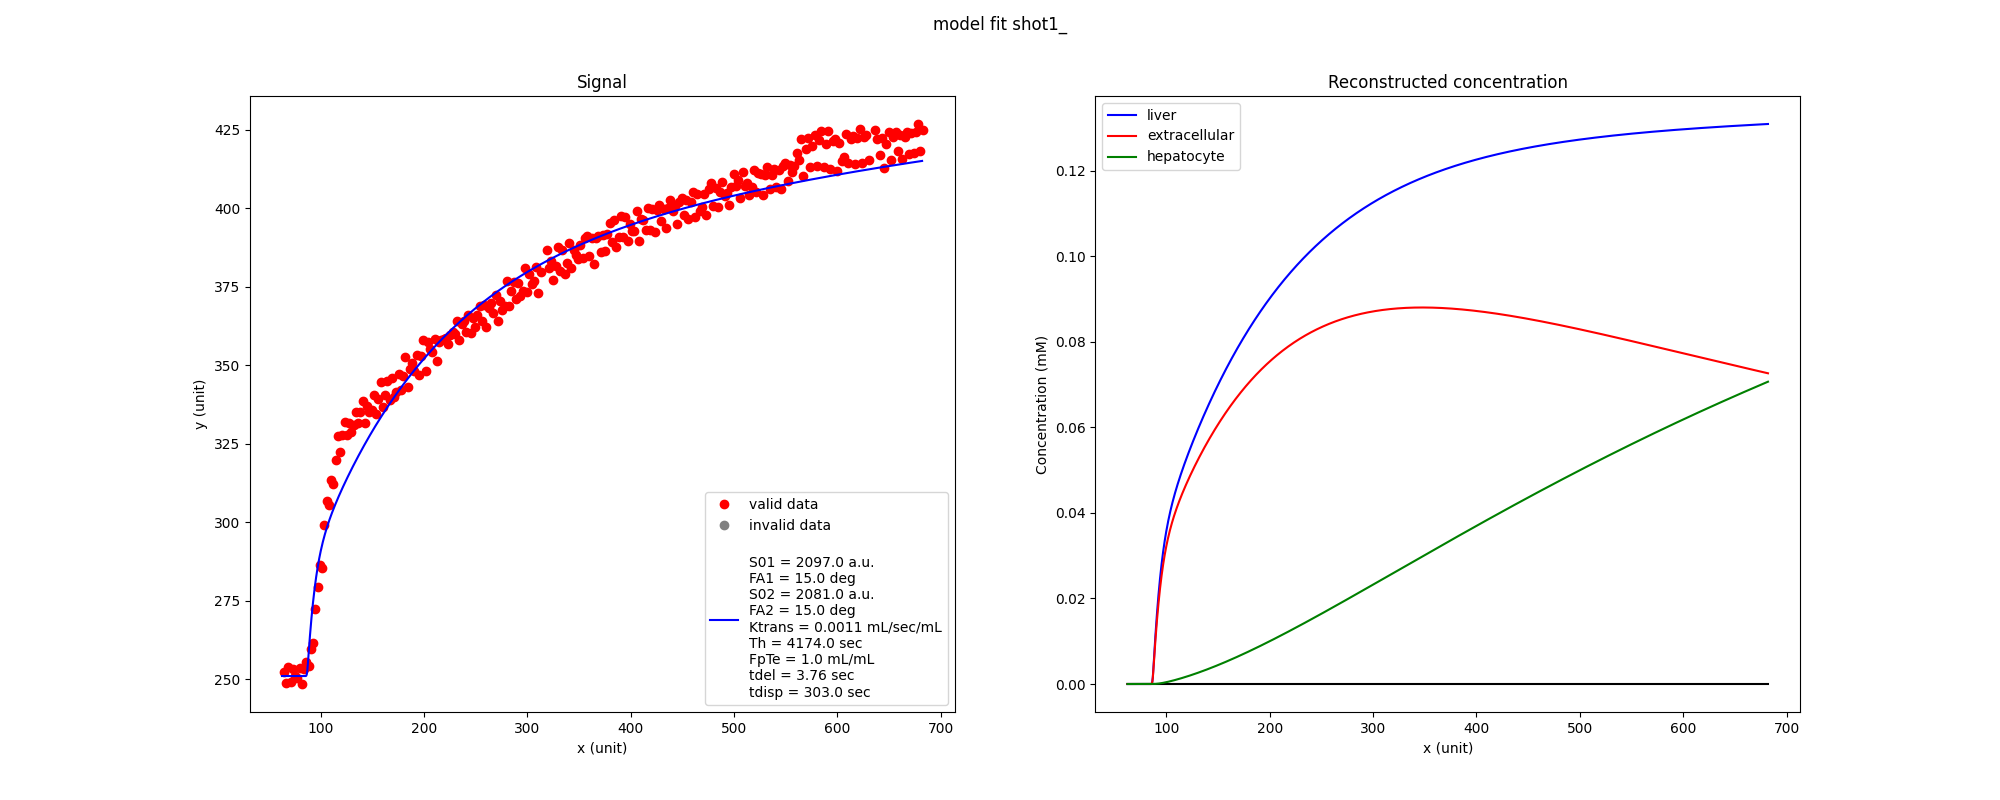 model fit shot1_
Signal
y (unit)
425
400
375
350
325
300
275
250
100 200 300 400 500 600 700
x (unit)
valid data
invalid data
S01 = 2097.0 a.u.
FA1 = 15.0 deg
S02 = 2081.0 a.u.
FA2 = 15.0 deg
Ktrans = 0.0011 mL/sec/mL
Th = 4174.0 sec
FpTe = 1.0 mL/mL
tdel = 3.76 sec
tdisp = 303.0 sec
Reconstructed concentration
liver
extracellular
hepatocyte
Concentration (mM)
0.12
0.10
0.08
0.06
0.04
0.02
0.00
100 200 300 400 500 600 700
x (unit)